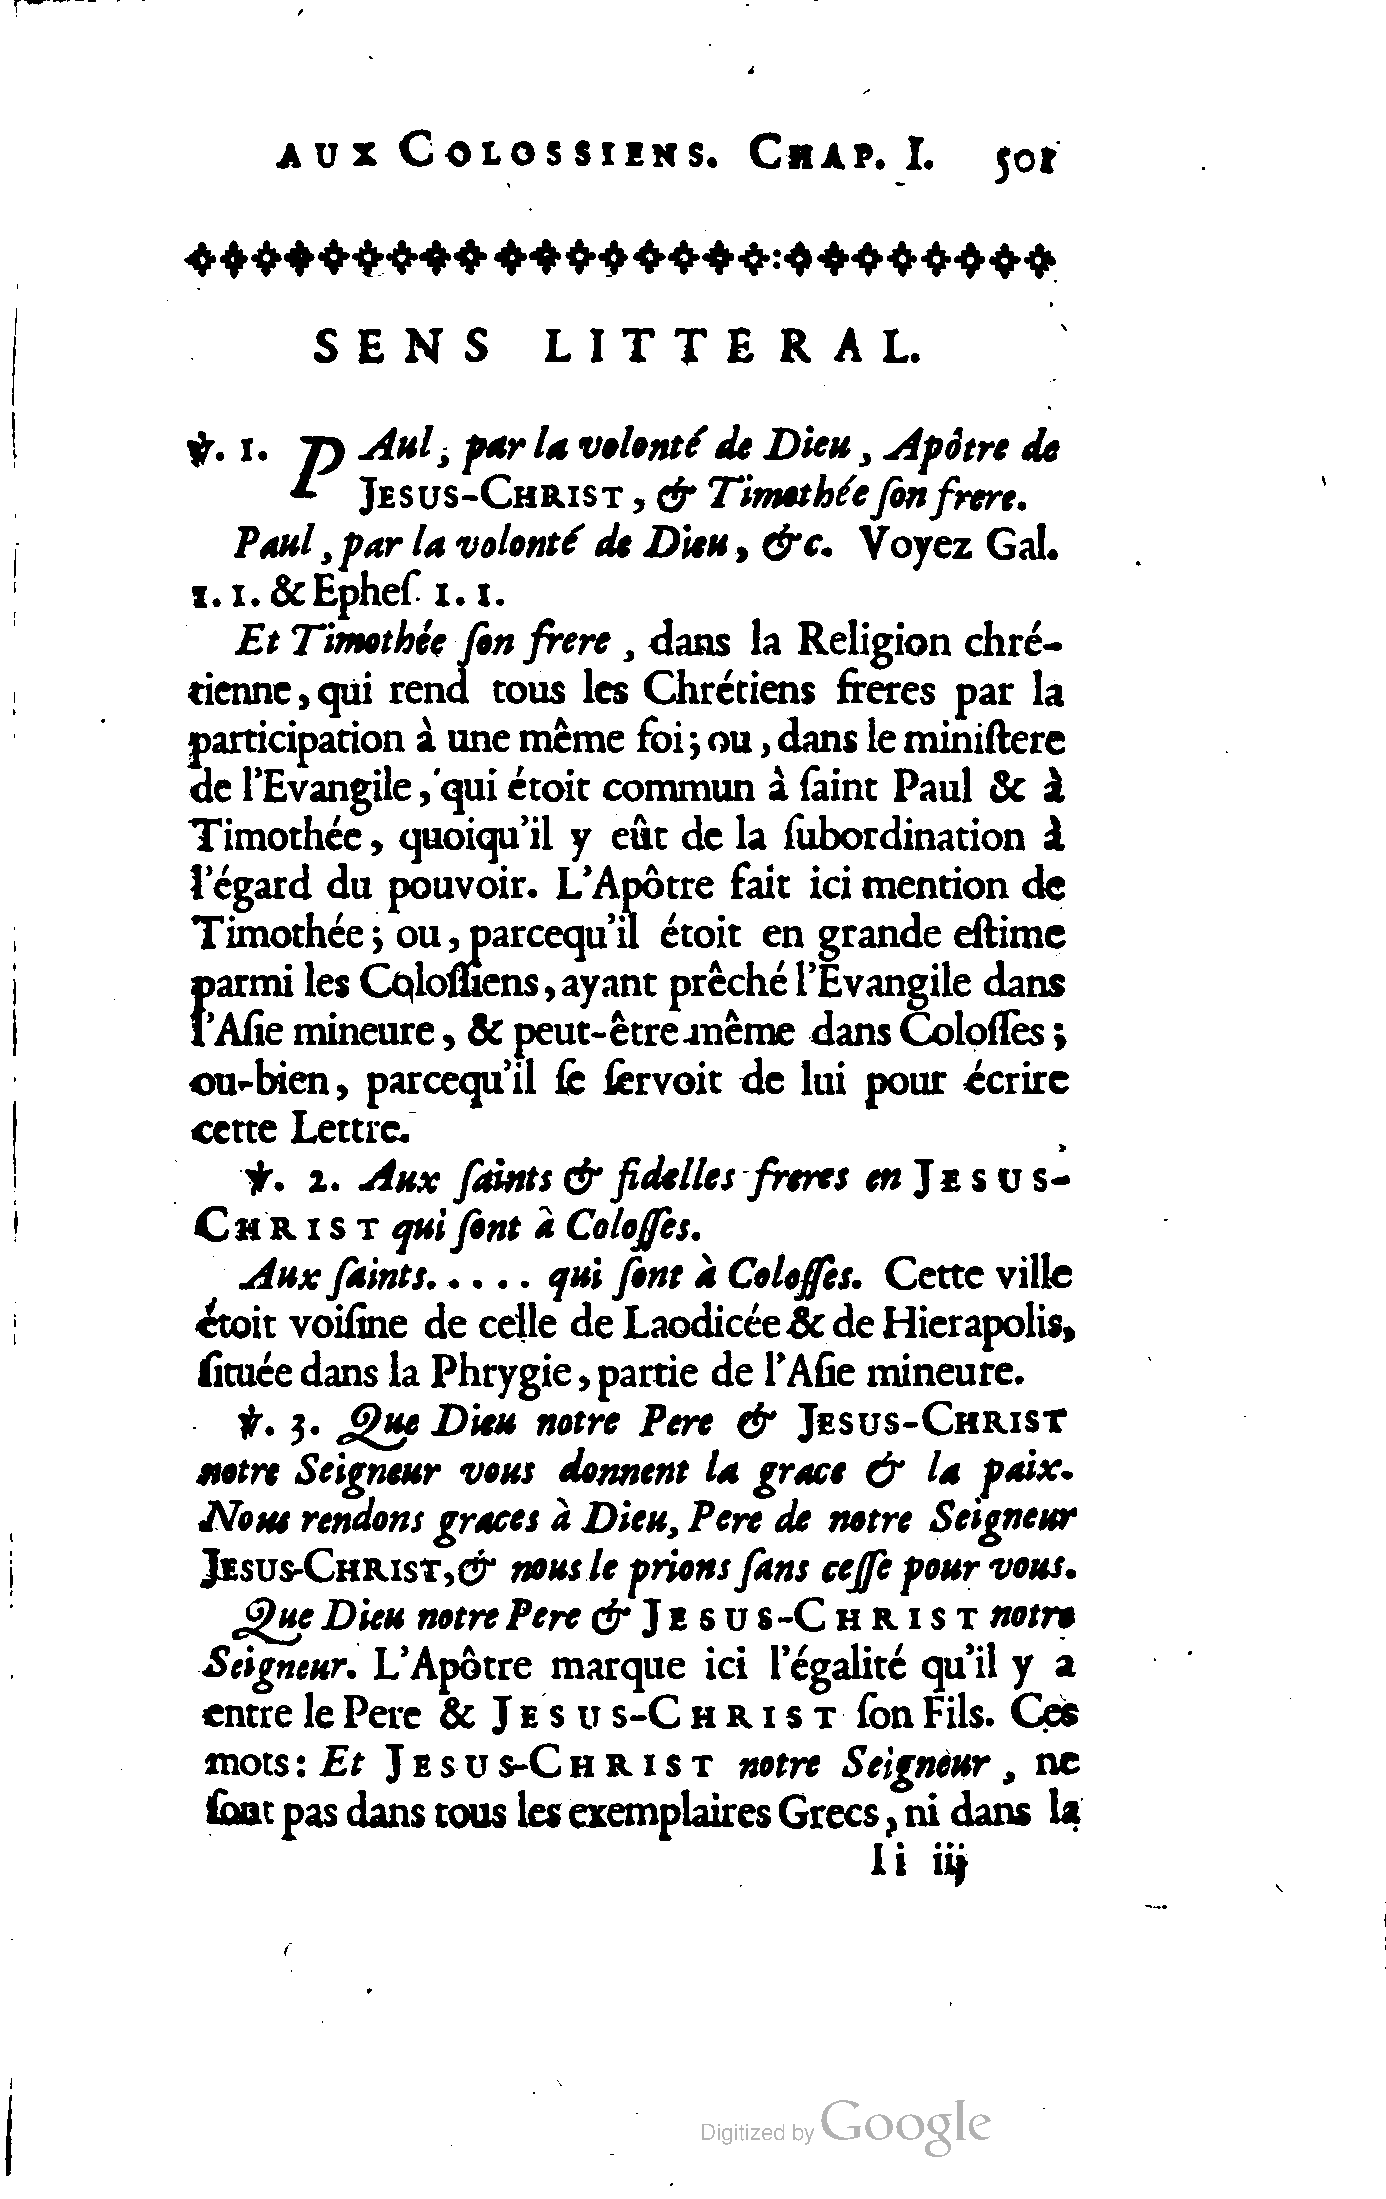 AUX COLOSSIENS. CHAP. I. 501
SENS LITTERAL.
℣. 1. PAul, par la volonté de Dieu, Apôtre de
JESUS-CHRIST, & Timothée ſon frere.
Paul, par la volonté de Dieu, &c. Voyez Gal.
1. 1. & Epheſ. 1. 1.
Et Timothée ſon frere, dans la Religion chré-
tienne, qui rend tous les Chrétiens freres par la
participation à une même foi; ou, dans le miniſtere
de l'Evangile, qui étoit commun à ſaint Paul & à
Timothée, quoiqu'il y eût de la ſubordination à
l'égard du pouvoir. L'Apôtre fait ici mention de
Timothée; ou, parcequ'il étoit en grande eſtime
parmi les Coloſſiens, ayant prêché l'Evangile dans
l'Aſie mineure, & peut-être même dans Coloſſes;
ou-bien, parcequ'il ſe ſervoit de lui pour écrire
cette Lettre.
℣. 2. Aux ſaints & fidelles freres en JESUS-
CHRIST qui ſont à Coloſſes.
Aux ſaints..... qui ſont à Coloſſes. Cette ville
étoit voiſine de celle de Laodicée & de Hierapolis,
ſituée dans la Phrygie, partie de l'Aſie mineure.
℣. 3. Que Dieu notre Pere & JESUS-CHRIST
notre Seigneur vous donnent la grace & la paix.
Nous rendons graces à Dieu, Pere de notre Seigneur
JESUS-CHRIST, & nous le prions ſans ceſſe pour vous.
Que Dieu notre Pere & JESUS-CHRIST notre
Seigneur. L'Apôtre marque ici l'égalité qu'il y a
entre le Pere & JESUS-CHRIST ſon Fils. Ces
mots: Et JESUS-CHRIST notre Seigneur, ne
ſont pas dans tous les exemplaires Grecs, ni dans la
Ii iij
Digitized by Google